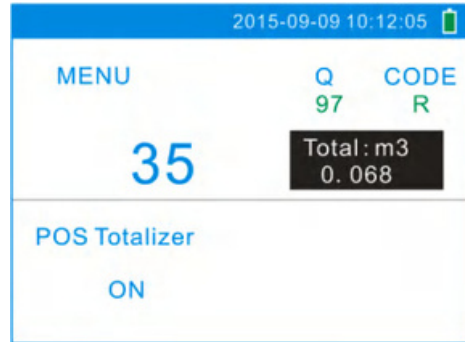 2015-09-09 10:12:05
MENU Q CODE
97 R
35
Total:m3
0.068
POS Totalizer
ON